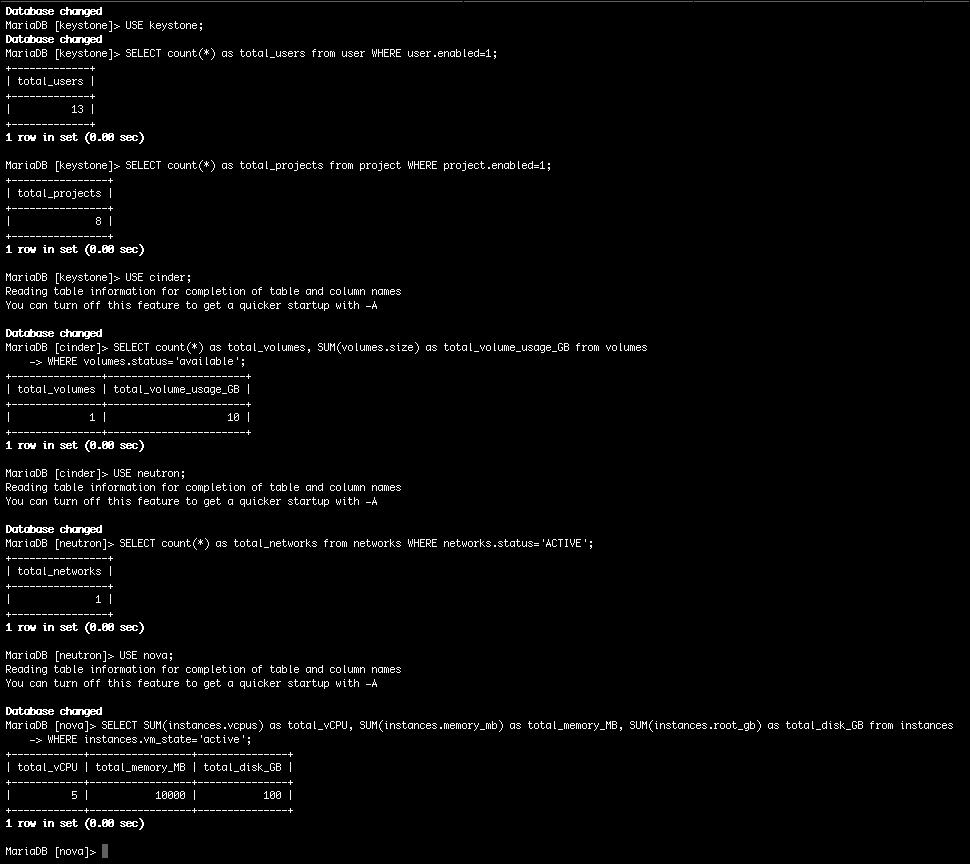 Database changed
MariaDB [keystone]> USE keystone;
Database changed
MariaDB [keystone]> SELECT count(*) as total_users from user WHERE user.enabled=1;
+-------------+
| total_users |
+-------------+
|          13 |
+-------------+
1 row in set (0.00 sec)

MariaDB [keystone]> SELECT count(*) as total_projects from project WHERE project.enabled=1;
+----------------+
| total_projects |
+----------------+
|              8 |
+----------------+
1 row in set (0.00 sec)

MariaDB [keystone]> USE cinder;
Reading table information for completion of table and column names
You can turn off this feature to get a quicker startup with -A

Database changed
MariaDB [cinder]> SELECT count(*) as total_volumes, SUM(volumes.size) as total_volume_usage_GB from volumes
    -> WHERE volumes.status='available';
+---------------+-----------------------+
| total_volumes | total_volume_usage_GB |
+---------------+-----------------------+
|             1 |                    10 |
+---------------+-----------------------+
1 row in set (0.00 sec)

MariaDB [cinder]> USE neutron;
Reading table information for completion of table and column names
You can turn off this feature to get a quicker startup with -A

Database changed
MariaDB [neutron]> SELECT count(*) as total_networks from networks WHERE networks.status='ACTIVE';
+----------------+
| total_networks |
+----------------+
|              1 |
+----------------+
1 row in set (0.00 sec)

MariaDB [neutron]> USE nova;
Reading table information for completion of table and column names
You can turn off this feature to get a quicker startup with -A

Database changed
MariaDB [nova]> SELECT SUM(instances.vcpus) as total_vCPU, SUM(instances.memory_mb) as total_memory_MB, SUM(instances.root_gb) as total_disk_GB from instances
    -> WHERE instances.vm_state='active';
+------------+-----------------+---------------+
| total_vCPU | total_memory_MB | total_disk_GB |
+------------+-----------------+---------------+
|          5 |           10000 |           100 |
+------------+-----------------+---------------+
1 row in set (0.00 sec)

MariaDB [nova]>